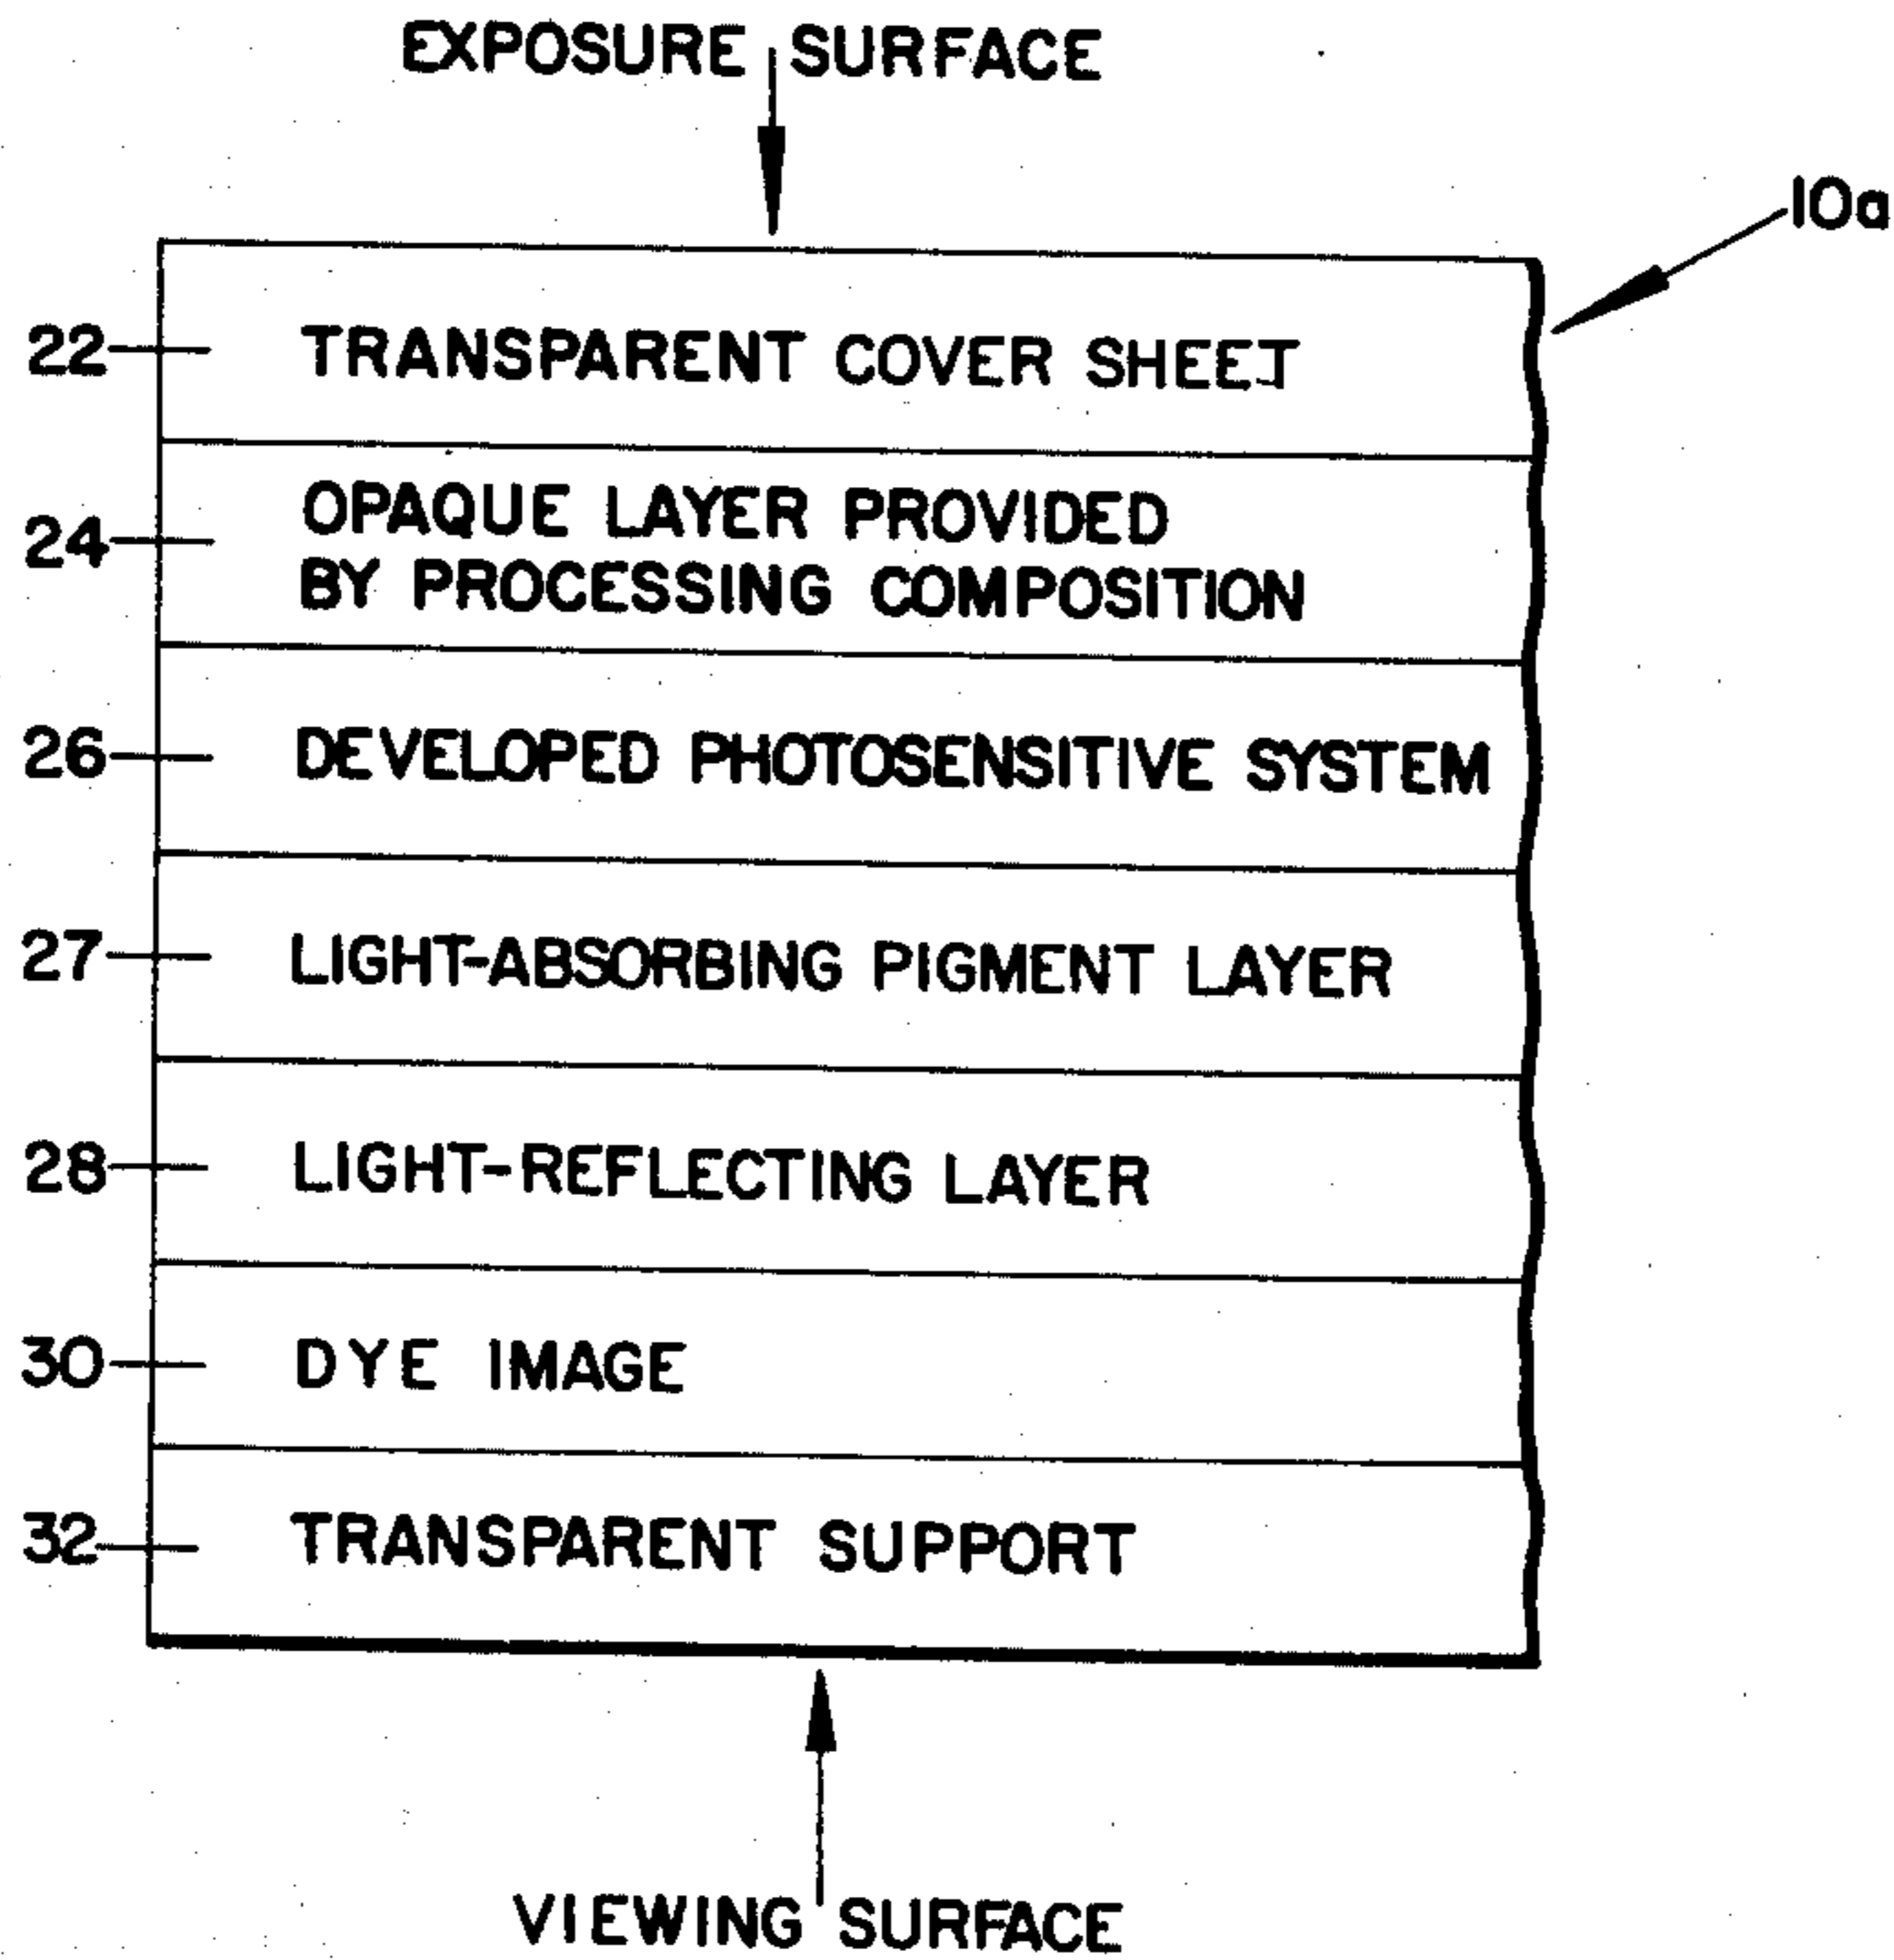 EXPOSURE SURFACE
10a
22 TRANSPARENT COVER SHEET
24 OPAQUE LAYER PROVIDED
BY PROCESSING COMPOSITION
26 DEVELOPED PHOTOSENSITIVE SYSTEM
27 LIGHT-ABSORBING PIGMENT LAYER
28 LIGHT-REFLECTING LAYER
30 DYE IMAGE
32 TRANSPARENT SUPPORT
VIEWING SURFACE